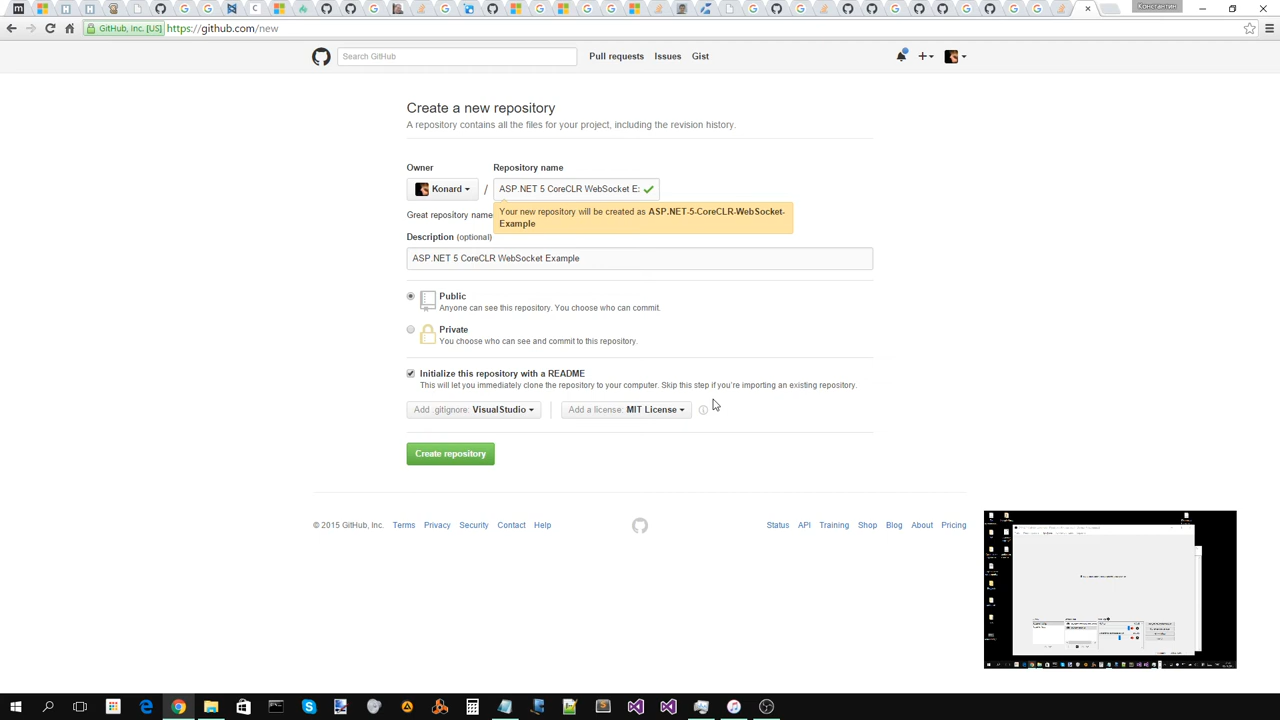 Константин
GitHub, Inc. [US] https://github.com/new
Search GitHub
Pull requests Issues Gist
Create a new repository
A repository contains all the files for your project, including the revision history.
Owner Repository name
Konard / ASP.NET 5 CoreCLR WebSocket E
Great repository name
Your new repository will be created as ASP.NET-5-CoreCLR-WebSocket-
Example
Description (optional)
ASP.NET 5 CoreCLR WebSocket Example
Public
Anyone can see this repository. You choose who can commit.
Private
You choose who can see and commit to this repository.
Initialize this repository with a README
This will let you immediately clone the repository to your computer. Skip this step if you're importing an existing repository.
Add .gitignore: VisualStudio Add a license: MIT License
Create repository
© 2015 GitHub, Inc. Terms Privacy Security Contact Help Status API Training Shop Blog About Pricing